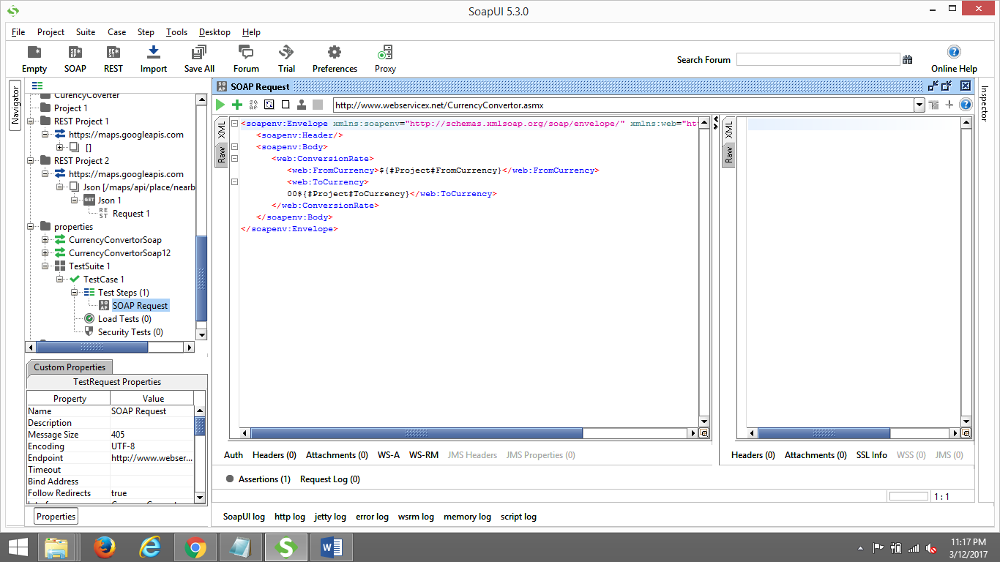 SoapUI 5.3.0
File Project Suite Case Step Tools Desktop Help
Empty SOAP REST Import Save All Forum Trial Preferences Proxy Search Forum Online Help
Navigator
CurencyCoverter
Project 1
REST Project 1
https://maps.googleapis.com
[]
REST Project 2
https://maps.googleapis.com
Json [/maps/api/place/nearb
Json 1
Request 1
properties
CurrencyConvertorSoap
CurrencyConvertorSoap12
TestSuite 1
TestCase 1
Test Steps (1)
SOAP Request
Load Tests (0)
Security Tests (0)
Custom Properties
TestRequest Properties
Property Value
Name SOAP Request
Description
Message Size 405
Encoding UTF-8
Endpoint http://www.webser...
Timeout
Bind Address
Follow Redirects true
Properties
SOAP Request
http://www.webservicex.net/CurrencyConvertor.asmx
XML
Raw
<soapenv:Envelope xmlns:soapenv="http://schemas.xmlsoap.org/soap/envelope/" xmlns:web="ht
<soapenv:Header/>
<soapenv:Body>
<web:ConversionRate>
<web:FromCurrency>${#Project#FromCurrency}</web:FromCurrency>
<web:ToCurrency>
00${#Project#ToCurrency}</web:ToCurrency>
</web:ConversionRate>
</soapenv:Body>
</soapenv:Envelope>
XML
Raw
Inspector
Auth Headers (0) Attachments (0) WS-A WS-RM JMS Headers JMS Properties (0)
Headers (0) Attachments (0) SSL Info WSS (0) JMS (0)
Assertions (1) Request Log (0)
1 : 1
SoapUI log http log jetty log error log wsrm log memory log script log
11:17 PM
3/12/2017